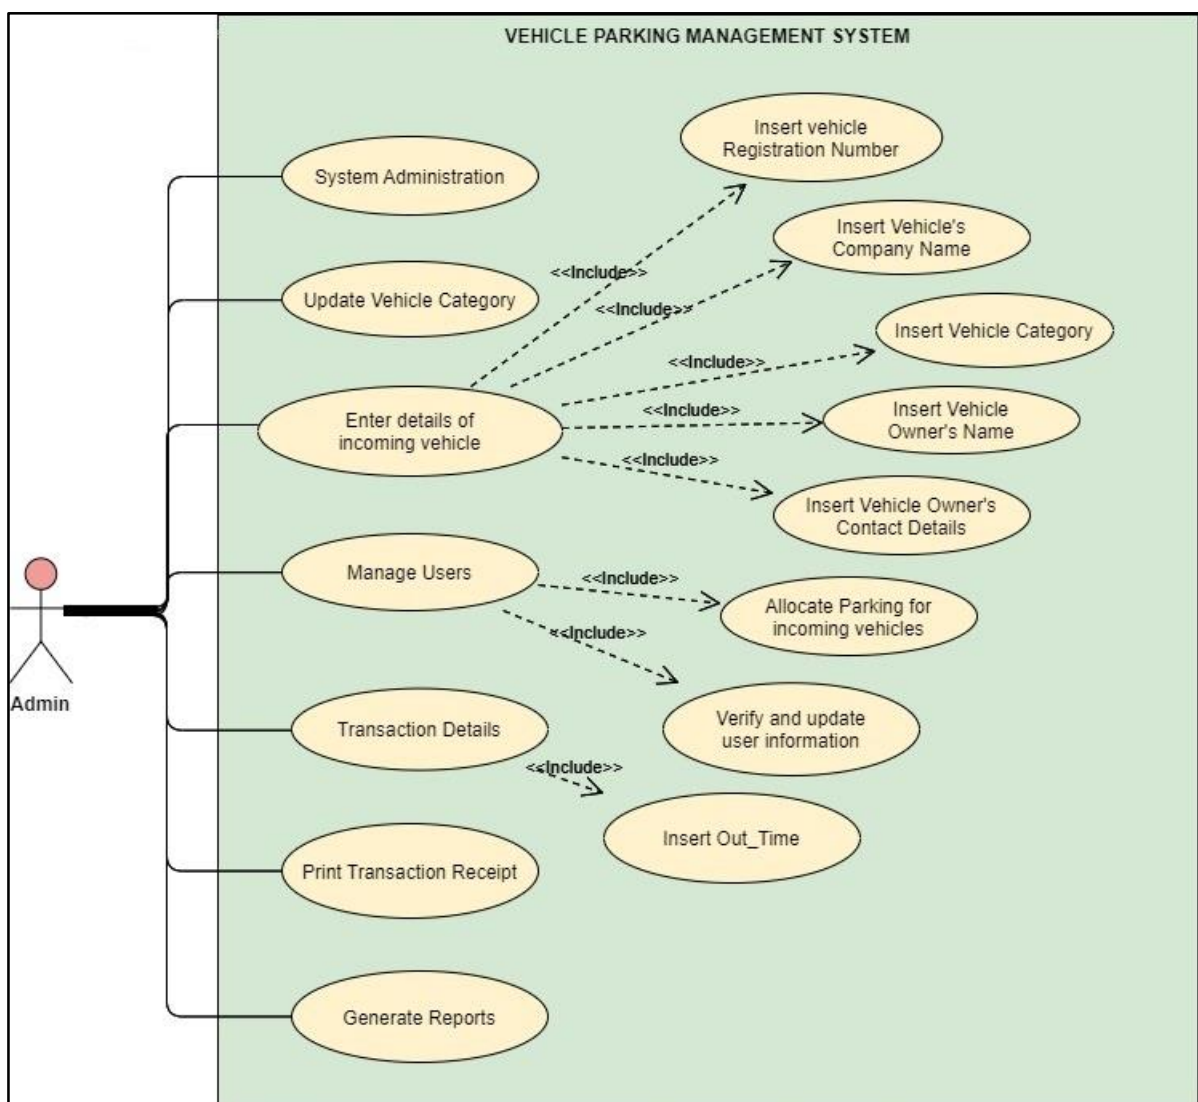 VEHICLE PARKING MANAGEMENT SYSTEM
Insert vehicle
Registration Number
System Administration
Insert Vehicle's
Company Name
<<Include>>
Update Vehicle Category
<<Include>>
Insert Vehicle Category
<<Include>>
Enter details of
incoming vehicle
<<Include>>
Insert Vehicle
Owner's Name
<<Include>>
Insert Vehicle Owner's
Contact Details
Manage Users
<<Include>>
Allocate Parking for
incoming vehicles
<<Include>>
Admin
Transaction Details
Verify and update
user information
<<Include>>
Insert Out_Time
Print Transaction Receipt
Generate Reports